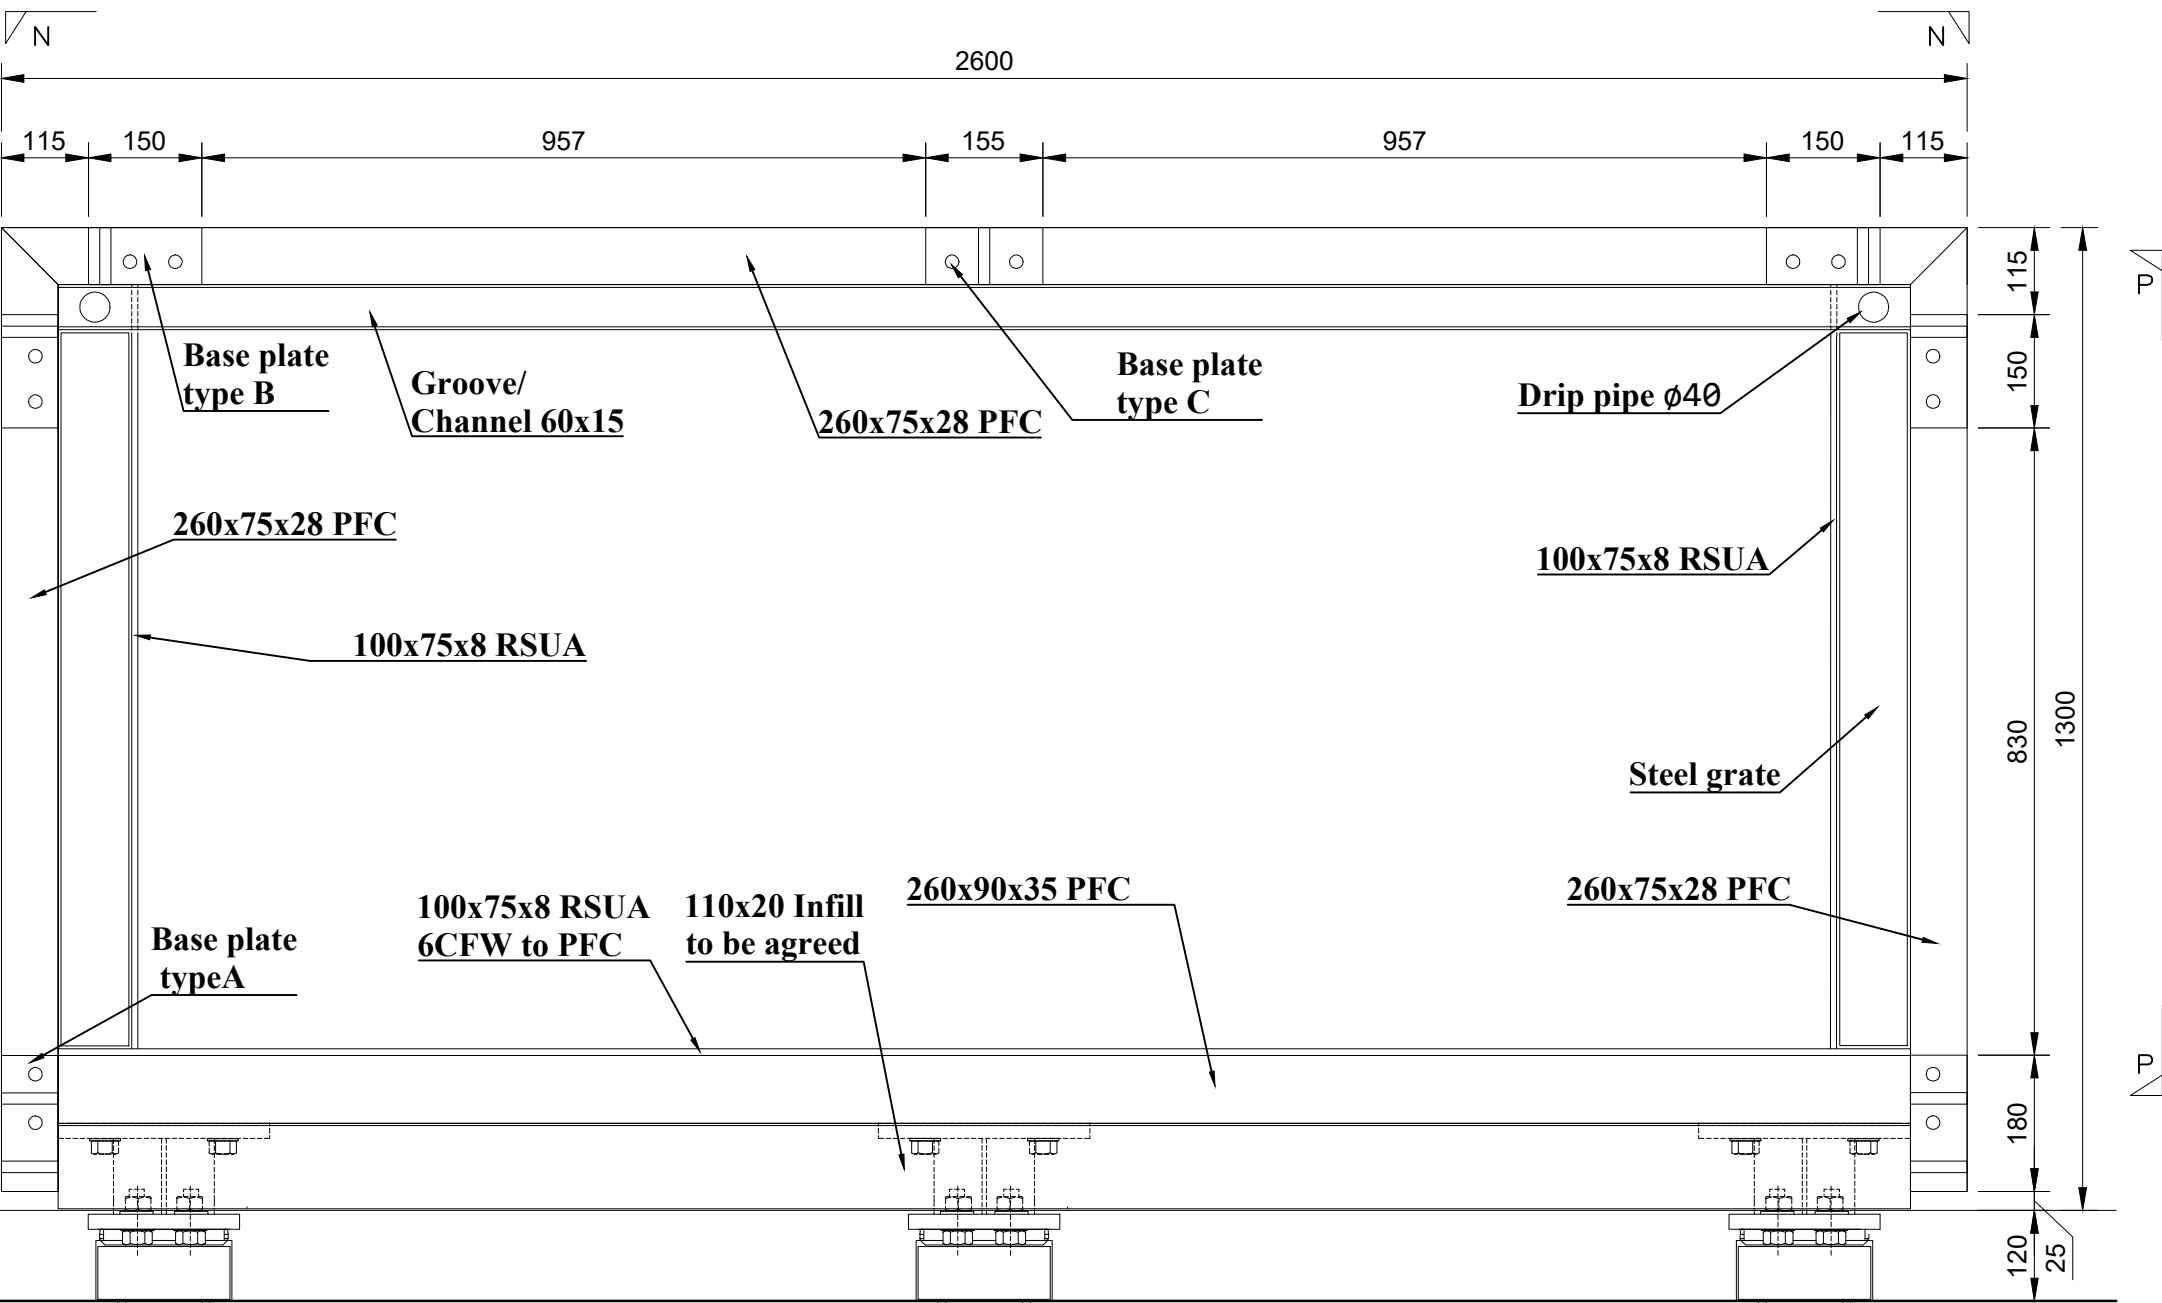 N
N
2600
115
150
957
155
957
150
115
115
P
Base plate
type B
Groove/
Channel 60x15
260x75x28 PFC
Base plate
type C
Drip pipe ø40
150
260x75x28 PFC
100x75x8 RSUA
100x75x8 RSUA
830
1300
Steel grate
Base plate
typeA
100x75x8 RSUA
6CFW to PFC
110x20 Infill
to be agreed
260x90x35 PFC
260x75x28 PFC
P
180
120
25